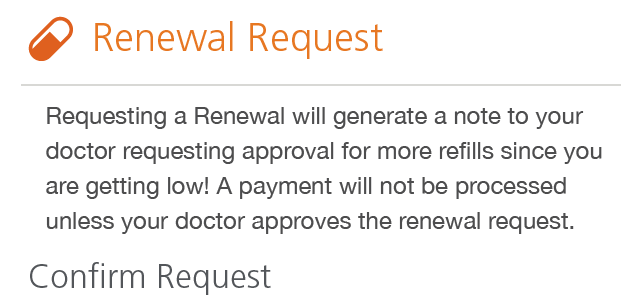 Renewal Request
Requesting a Renewal will generate a note to your
doctor requesting approval for more refills since you
are getting low! A payment will not be processed
unless your doctor approves the renewal request.
Confirm Request